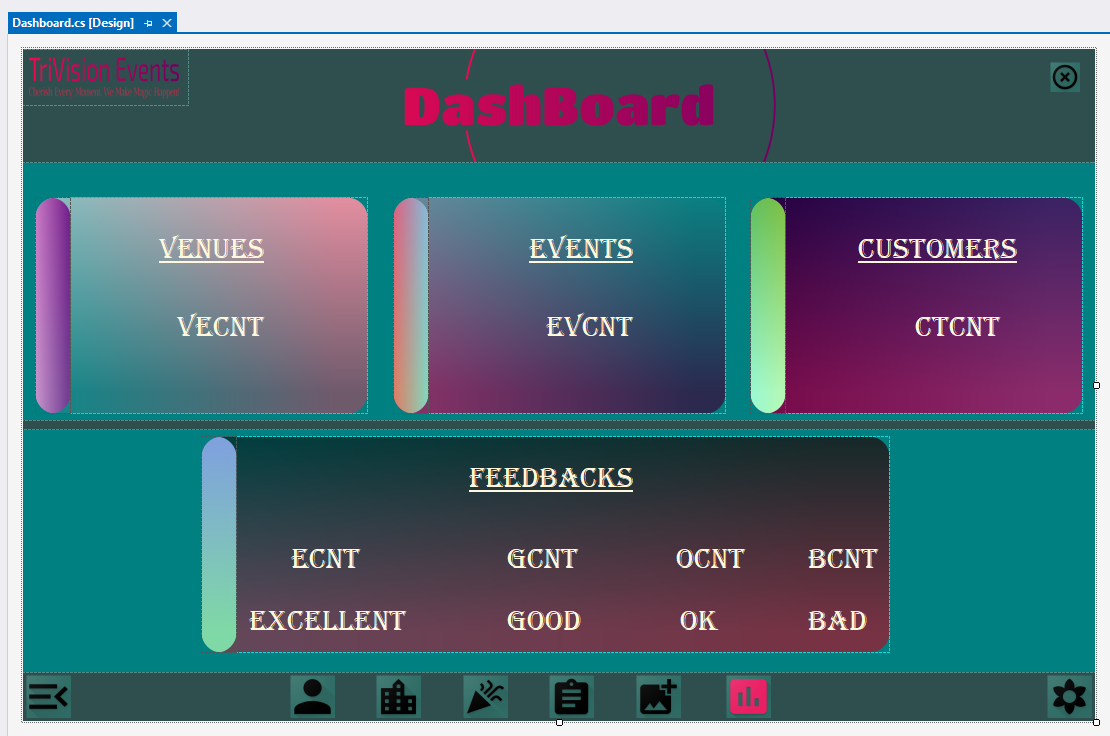 Dashboard.cs [Design]
TriVision Events
Cherish Every Moment, We Make Magic Happen!
DashBoard
VENUES
EVENTS
CUSTOMERS
VECNT
EVCNT
CTCNT
FEEDBACKS
ECNT GCNT OCNT BCNT
EXCELLENT GOOD OK BAD